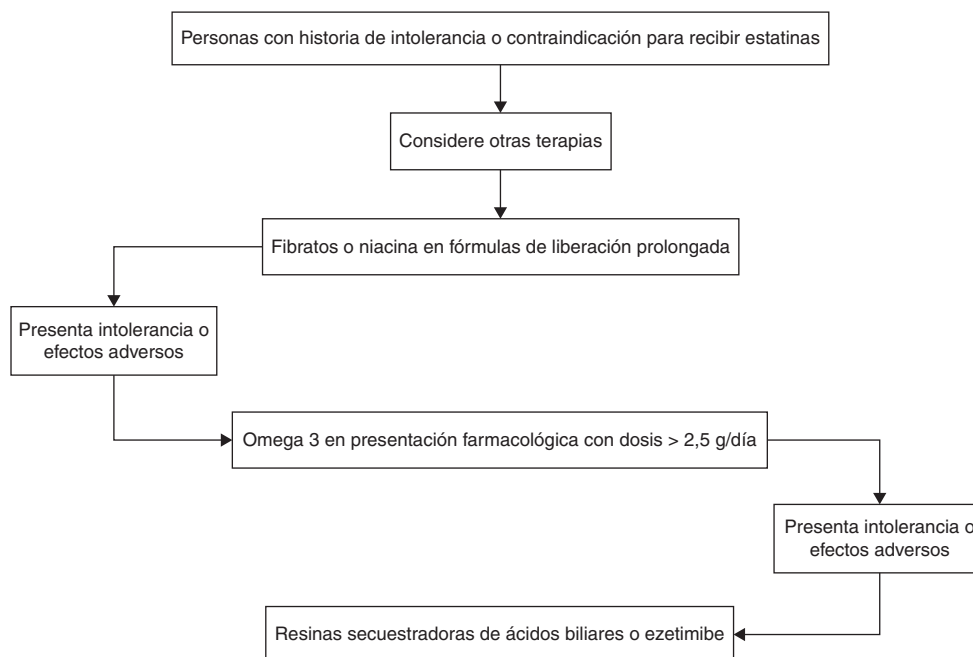 Personas con historia de intolerancia o contraindicación para recibir estatinas
Considere otras terapias
Fibratos o niacina en fórmulas de liberación prolongada
Presenta intolerancia o
efectos adversos
Omega 3 en presentación farmacológica con dosis > 2,5 g/día
Presenta intolerancia o
efectos adversos
Resinas secuestradoras de ácidos biliares o ezetimibe